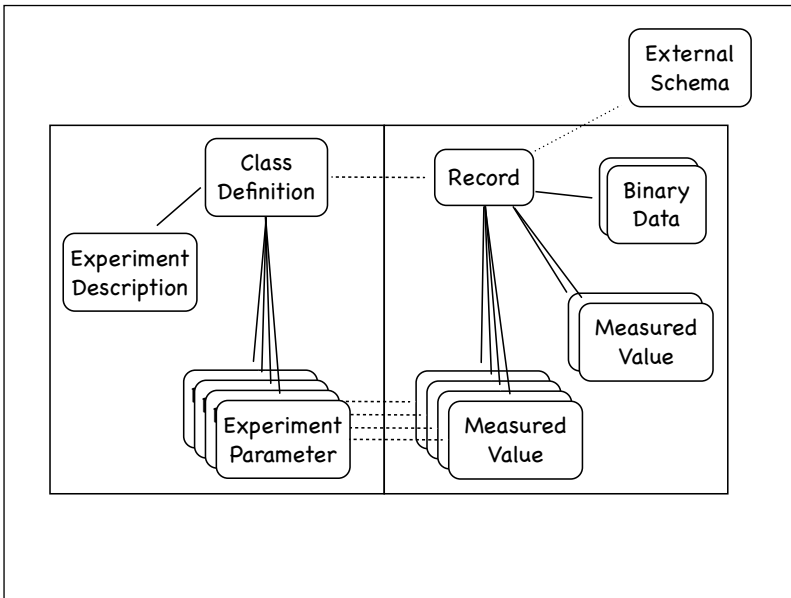 External
Schema
Class
Definition
Record
Binary
Data
Experiment
Description
Measured
Value
Experiment
Parameter
Measured
Value